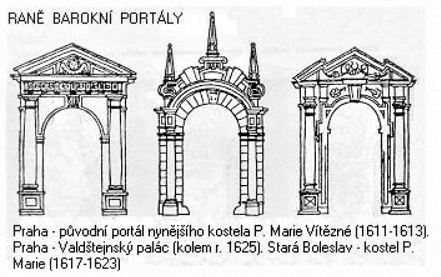 RANĚ BAROKNÍ PORTÁLY
Praha - původní portál nynějšího kostela P. Marie Vítězné (1611-1613).
Praha - Valdštejnský palác (kolem r. 1625). Stará Boleslav - kostel P.
Marie (1617-1623)